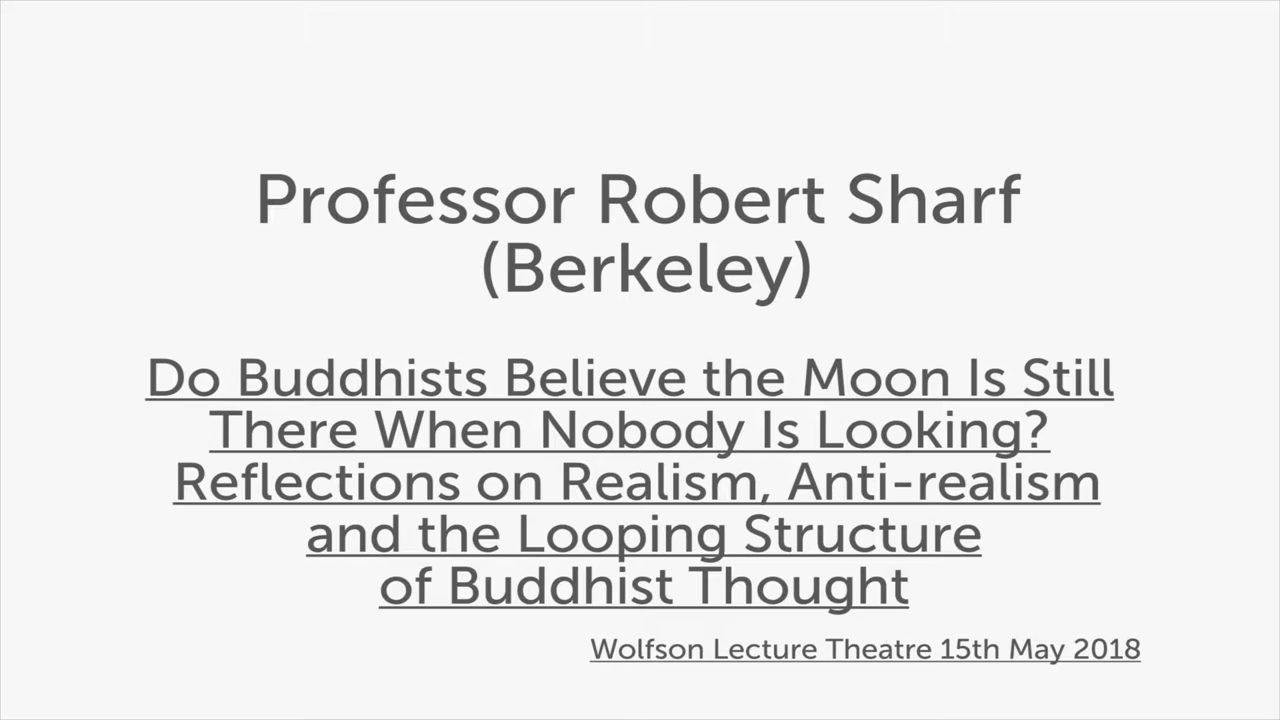 Professor Robert Sharf
(Berkeley)
Do Buddhists Believe the Moon Is Still
There When Nobody Is Looking?
Reflections on Realism, Anti-realism
and the Looping Structure
of Buddhist Thought
Wolfson Lecture Theatre 15th May 2018